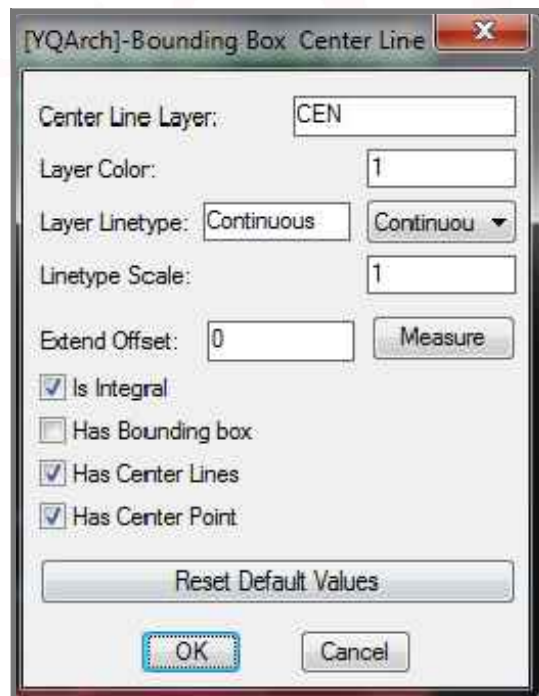 [YQArch]-Bounding Box Center Line
Center Line Layer: CEN
Layer Color: 1
Layer Linetype: Continuous Continuou
Linetype Scale: 1
Extend Offset: 0 Measure
Is Integral
Has Bounding box
Has Center Lines
Has Center Point
Reset Default Values
OK Cancel